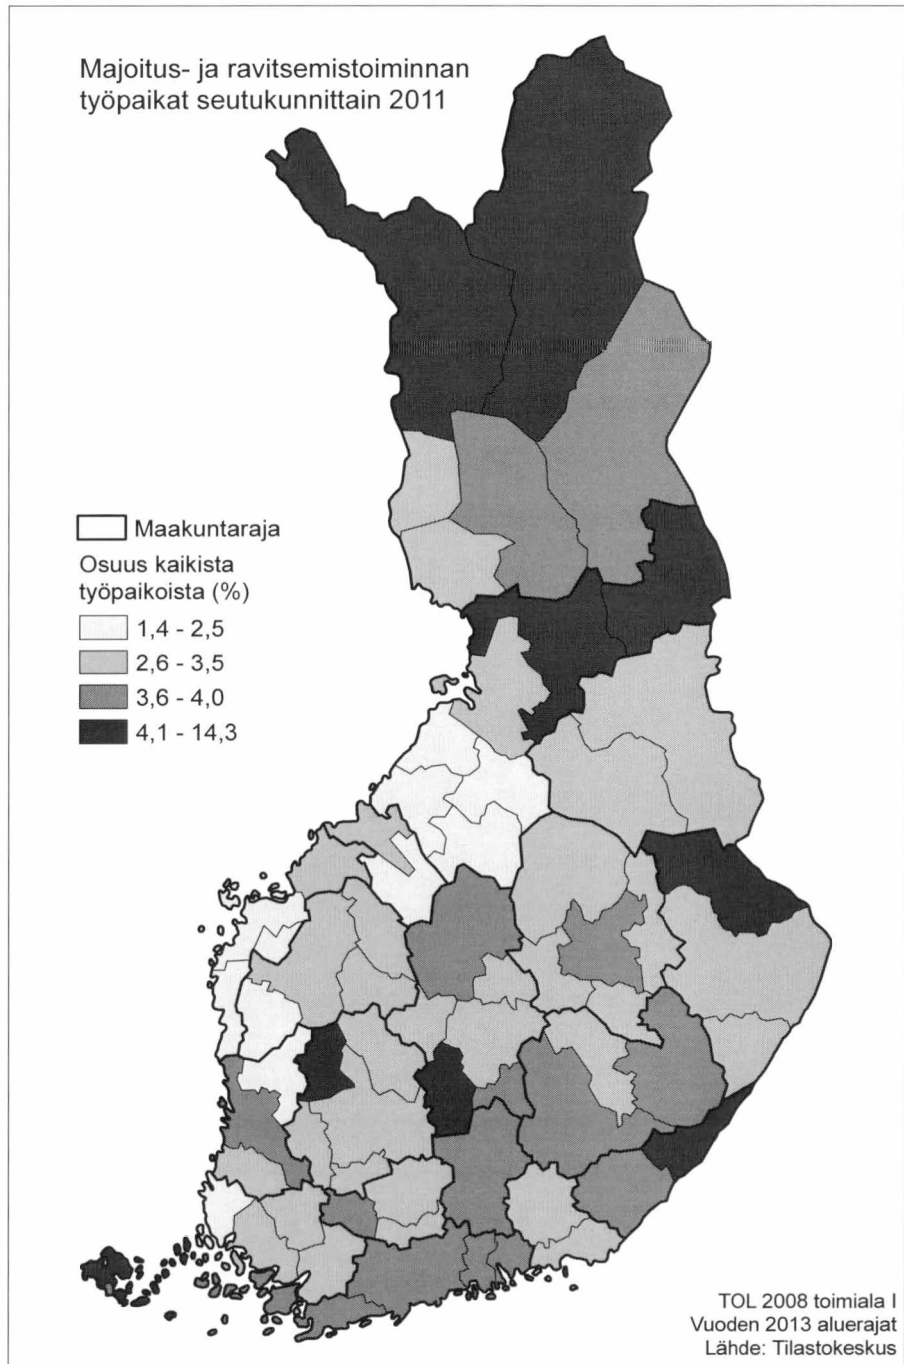 Majoitus- ja ravitsemistoiminnan
työpaikat seutukunnittain 2011
Maakuntaraja
Osuus kaikista
työpaikoista (%)
1,4 - 2,5
2,6 - 3,5
3,6 - 4,0
4,1 - 14,3
TOL 2008 toimiala I
Vuoden 2013 aluerajat
Lähde: Tilastokeskus